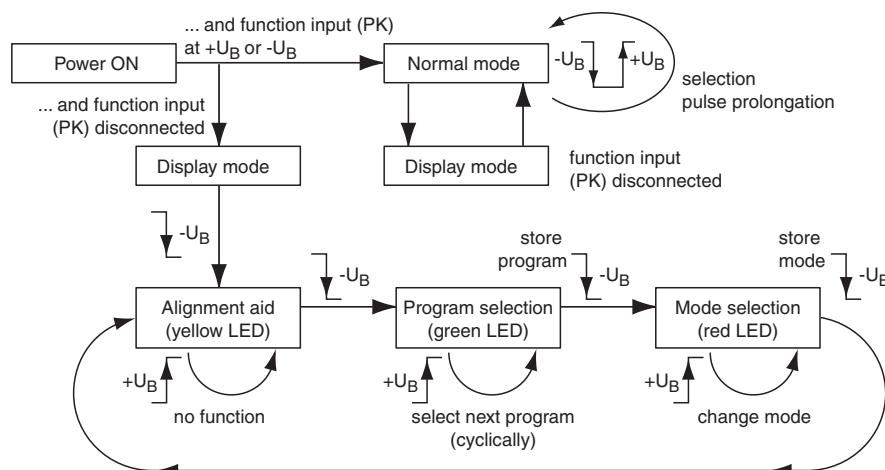 ... and function input (PK)
at +UB or -UB
Power ON
Normal mode
-UB
+UB
selection
pulse prolongation
... and function input
(PK) disconnected
Display mode
Display mode
function input
(PK) disconnected
-UB
-UB
store
program
-UB
store
mode
-UB
Alignment aid
(yellow LED)
Program selection
(green LED)
Mode selection
(red LED)
+UB
no function
+UB
select next program
(cyclically)
+UB
change mode